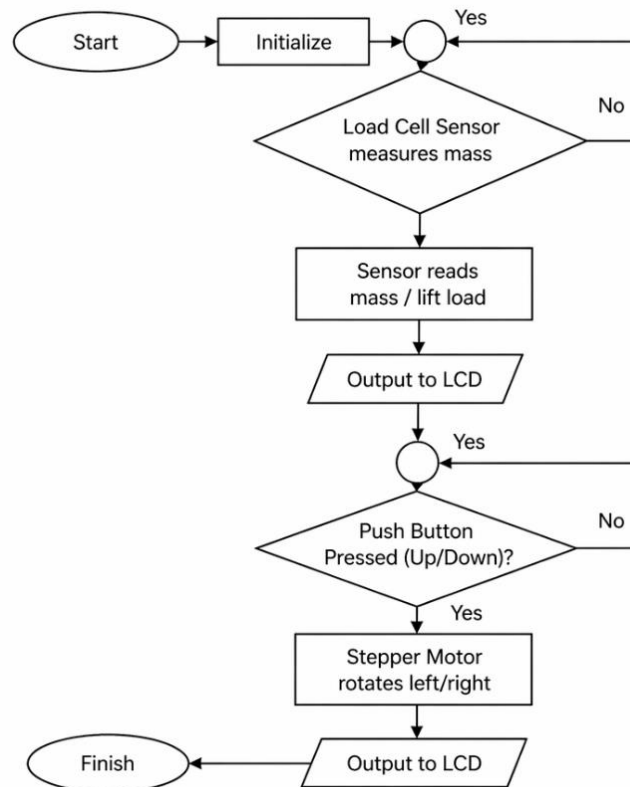 Start
Initialize
Yes
No
Load Cell Sensor
measures mass
Sensor reads
mass / lift load
Output to LCD
Yes
No
Push Button
Pressed (Up/Down)?
Yes
Stepper Motor
rotates left/right
Finish
Output to LCD